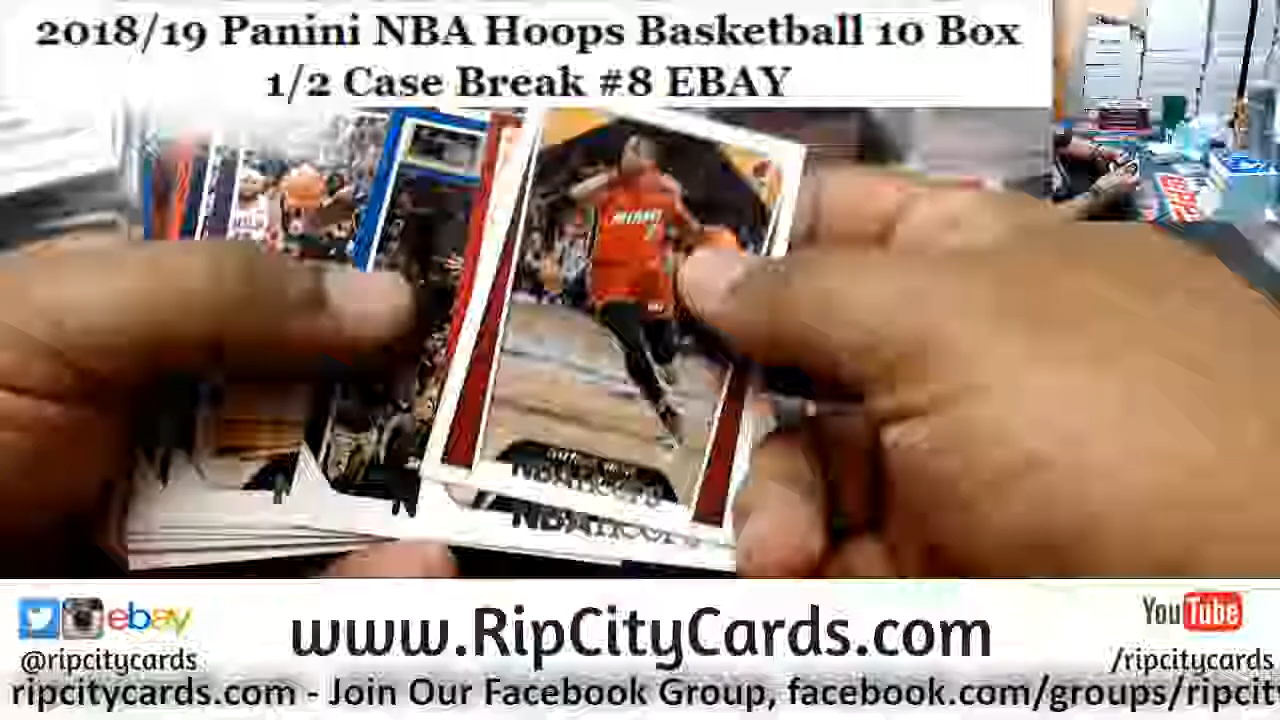 2018/19 Panini NBA Hoops Basketball 10 Box
1/2 Case Break #8 EBAY
MIAMI
NBA HOOPS
NBA HOOPS
ebay
www.RipCityCards.com
YouTube
@ripcitycards
/ripcitycards
ripcitycards.com - Join Our Facebook Group, facebook.com/groups/ripcit